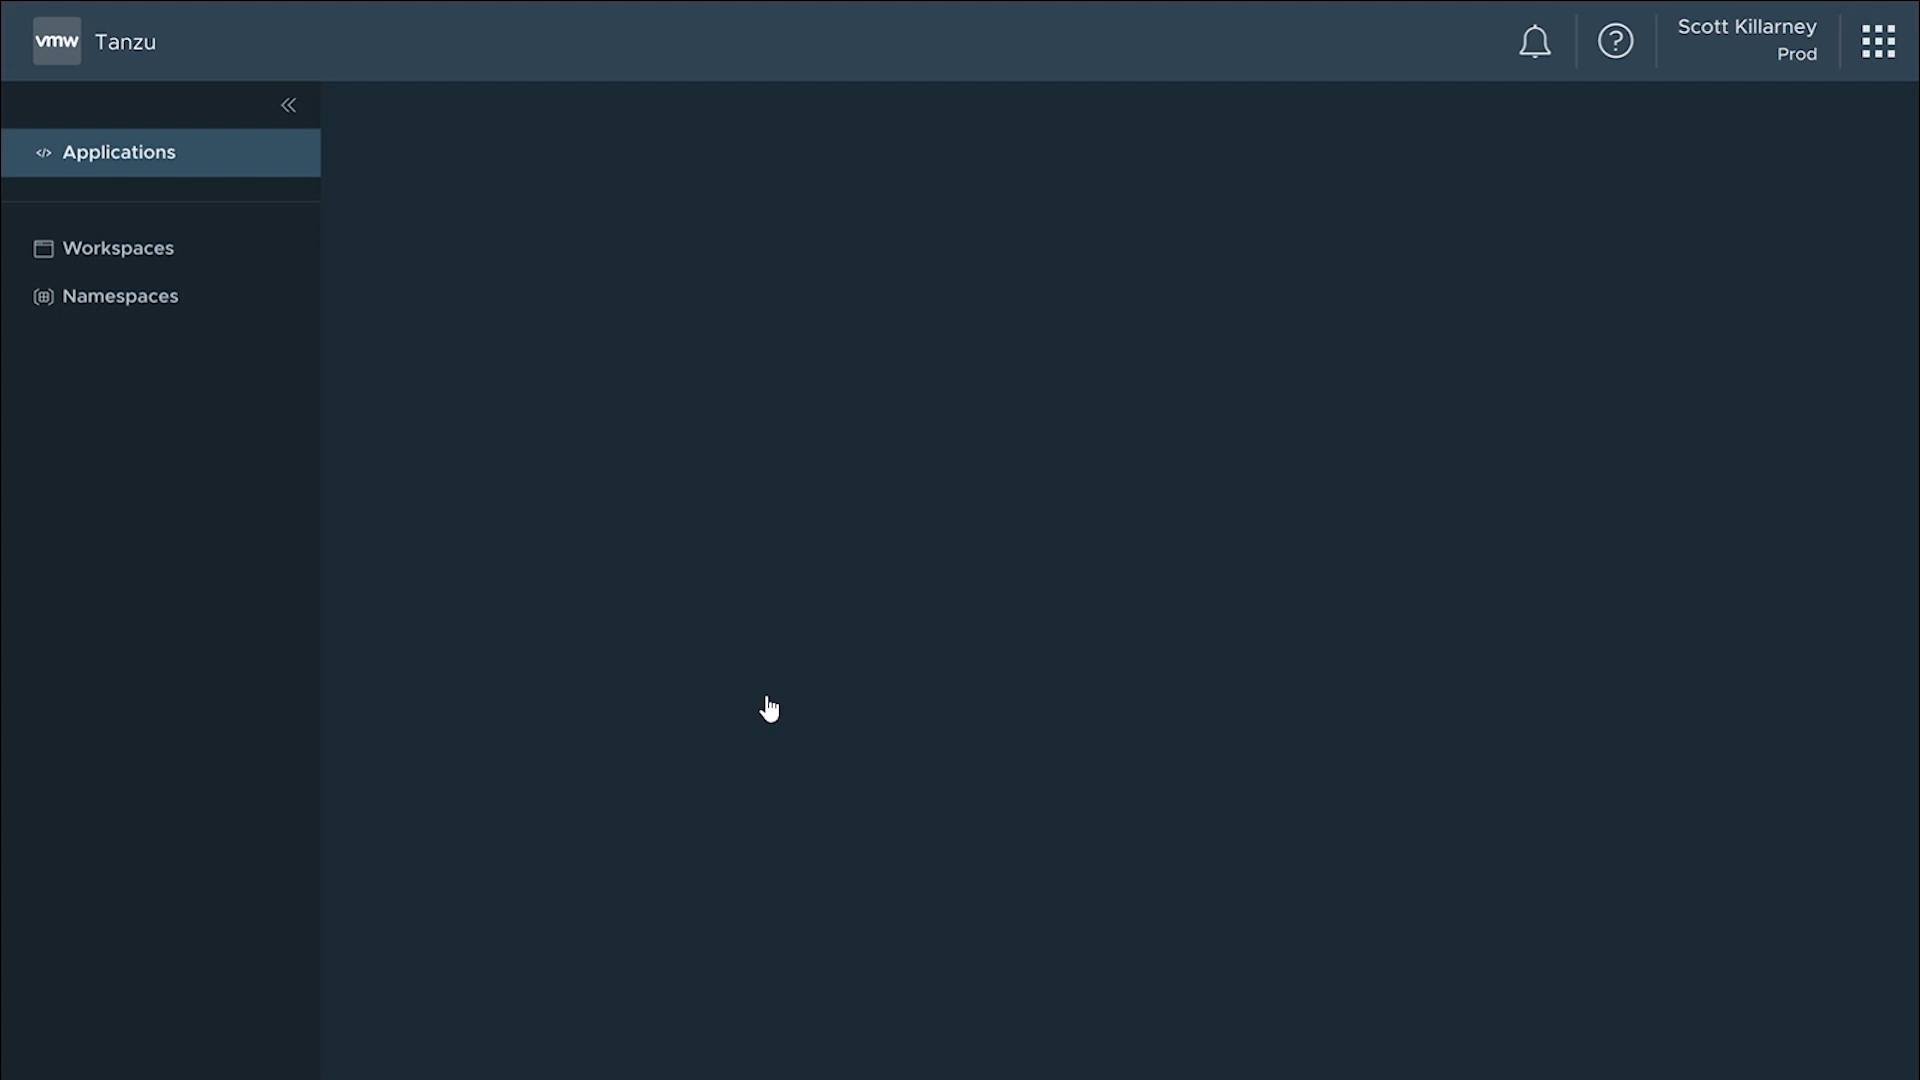 vmw Tanzu
Scott Killarney
Prod
Applications
Workspaces
Namespaces